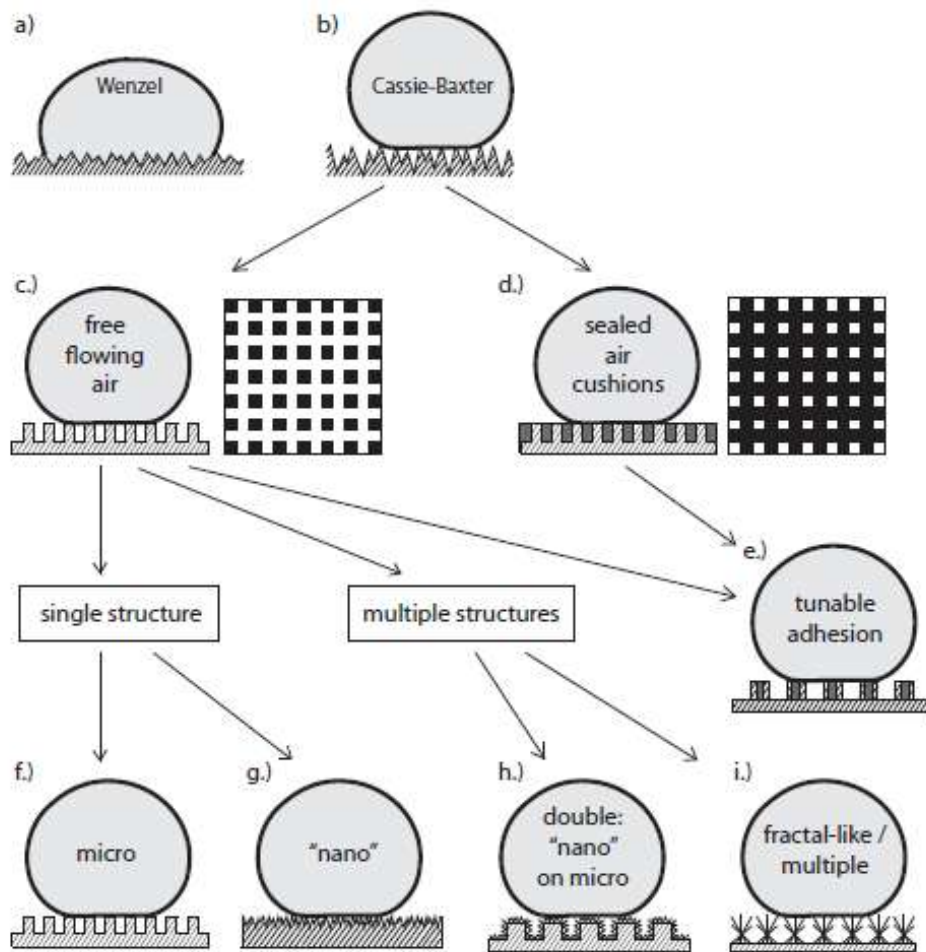 a)
Wenzel
b)
Cassie-Baxter
c.)
free
flowing
air
d.)
sealed
air
cushions
e.)
tunable
adhesion
single structure
multiple structures
f.)
micro
g.)
"nano"
h.)
double:
"nano"
on micro
i.)
fractal-like /
multiple